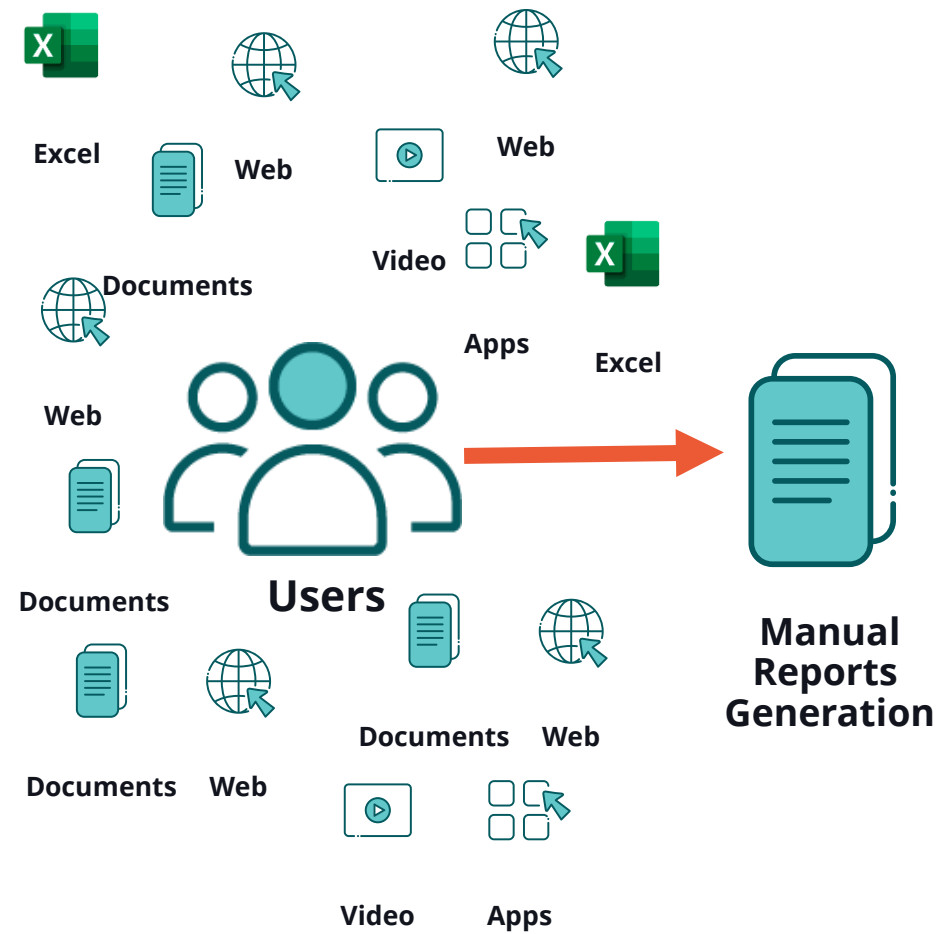 X
Excel
Web
Web
Documents
Video
X
Apps
Excel
Web
Documents
Users
Manual
Reports
Generation
Documents
Web
Documents
Web
Video
Apps